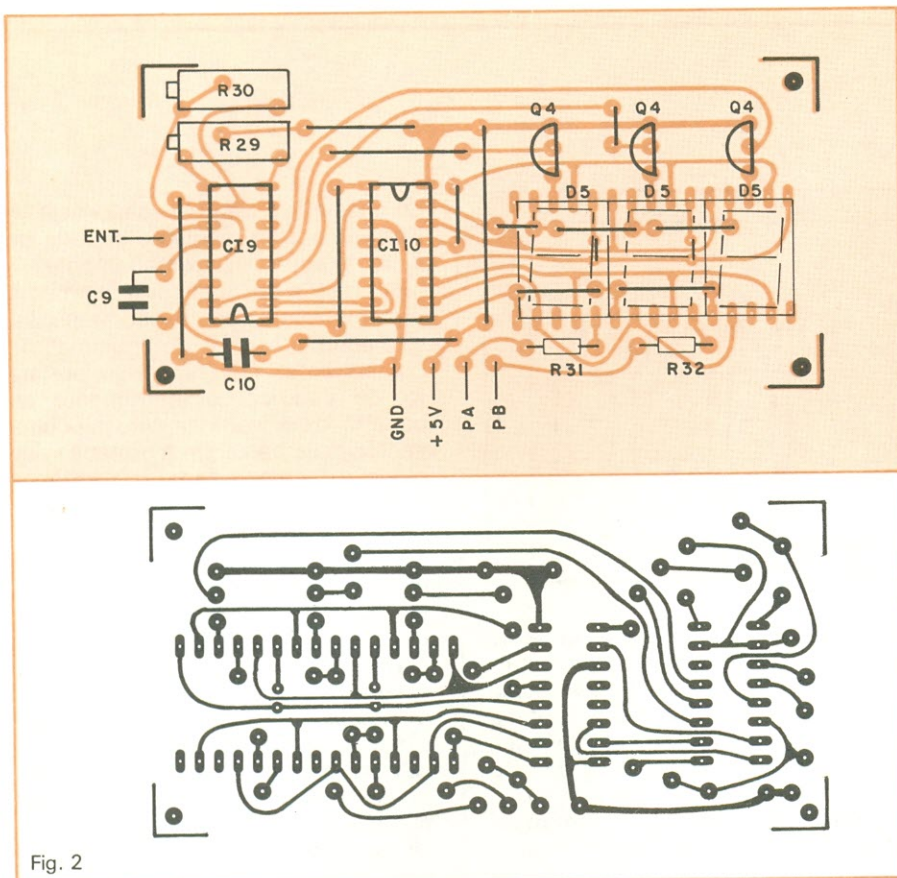 R30
Q4 Q4 Q4
R29
D5 D5 D5
ENT.
CI9 CI10
C9
C10
R31 R32
GND
+5V
PA
PB
Fig. 2